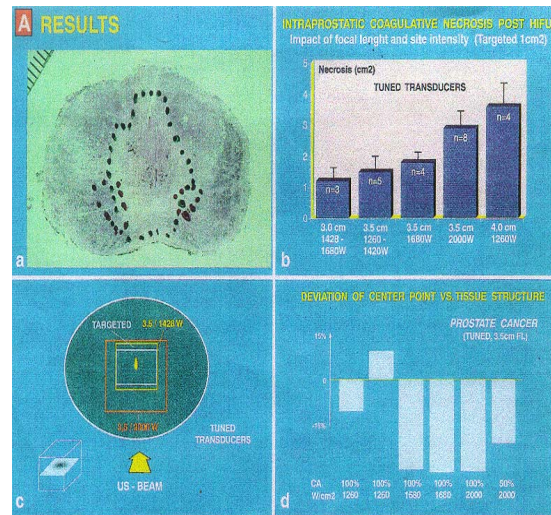 A RESULTS
a
INTRAPROSTATIC COAGULATIVE NECROSIS POST HIFU
Impact of focal lenght and site intensity (Targeted 1cm2)
Necrosis (cm2)
TUNED TRANSDUCERS
5
4
3
2
1
0
n=3
n=5
n=4
n=8
n=4
3.0 cm 3.5 cm 3.5 cm 3.5 cm 4.0 cm
1428 - 1260 - 1680W 2000W 1260W
1680W 1420W
b
TARGETED 3.5 / 1428W
TUNED
TRANSDUCERS
US - BEAM
c
DEVIATION OF CENTER POINT VS. TISSUE STRUCTURE
PROSTATE CANCER
(TUNED, 3.5cm FL)
15%
0
-15%
CA 100% 100% 100% 100% 100% 50%
W/cm2 1260 1260 1680 1680 2000 2000
d